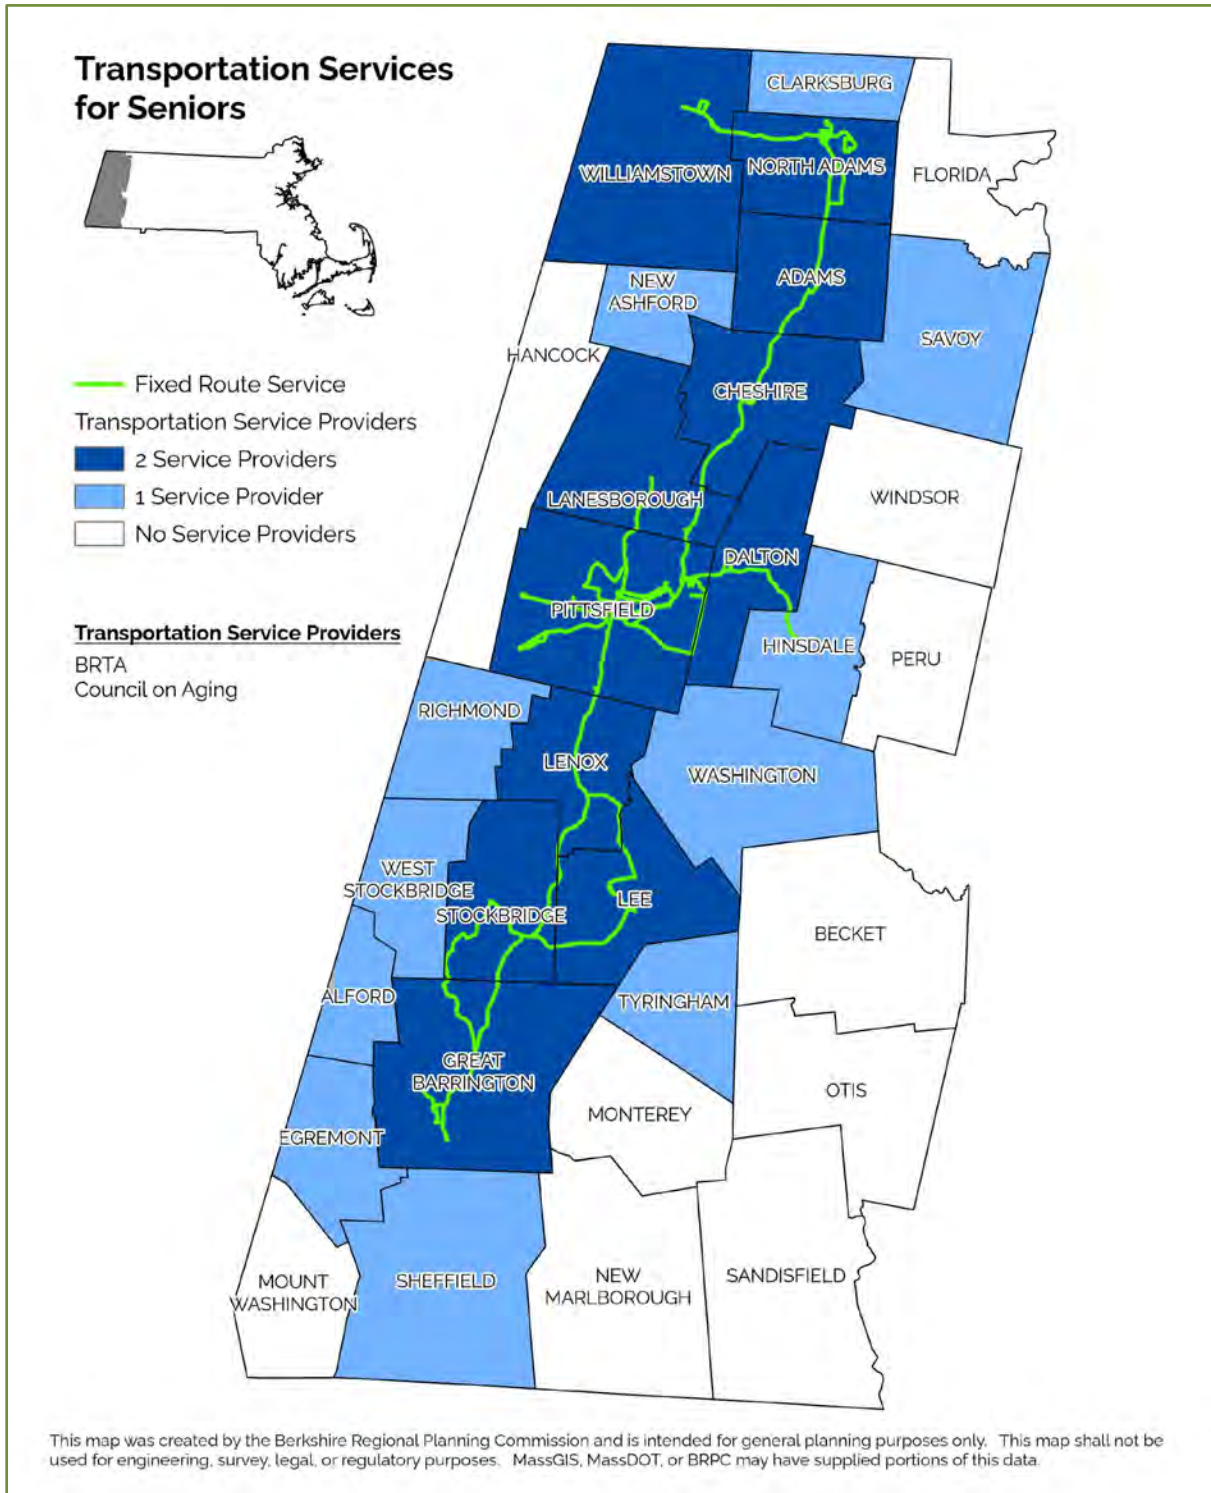 Transportation Services
for Seniors
Fixed Route Service
Transportation Service Providers
2 Service Providers
1 Service Provider
No Service Providers
Transportation Service Providers
BRTA
Council on Aging
CLARKSBURG
WILLIAMSTOWN
NORTH ADAMS
FLORIDA
ADAMS
NEW
ASHFORD
SAVOY
HANCOCK
CHESHIRE
LANESBOROUGH
WINDSOR
DALTON
PITTSFIELD
HINSDALE
PERU
RICHMOND
LENOX
WASHINGTON
WEST
STOCKBRIDGE
STOCKBRIDGE
LEE
BECKET
ALFORD
TYRINGHAM
GREAT
BARRINGTON
OTIS
MONTEREY
EGREMONT
MOUNT
WASHINGTON
SHEFFIELD
NEW
MARLBOROUGH
SANDISFIELD
This map was created by the Berkshire Regional Planning Commission and is intended for general planning purposes only. This map shall not be
used for engineering, survey, legal, or regulatory purposes. MassGIS, MassDOT, or BRPC may have supplied portions of this data.